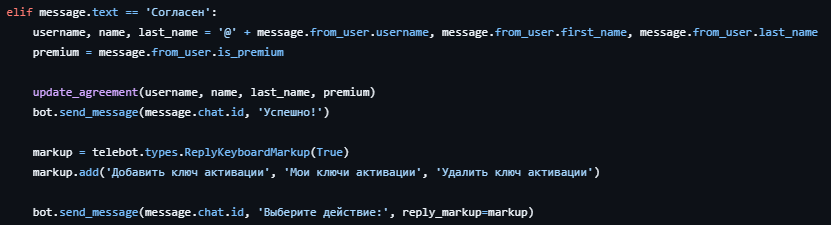 elif message.text == 'Согласен':
username, name, last_name = '@' + message.from_user.username, message.from_user.first_name, message.from_user.last_name
premium = message.from_user.is_premium
update_agreement(username, name, last_name, premium)
bot.send_message(message.chat.id, 'Успешно!')
markup = telebot.types.ReplyKeyboardMarkup(True)
markup.add('Добавить ключ активации', 'Мои ключи активации', 'Удалить ключ активации')
bot.send_message(message.chat.id, 'Выберите действие:', reply_markup=markup)